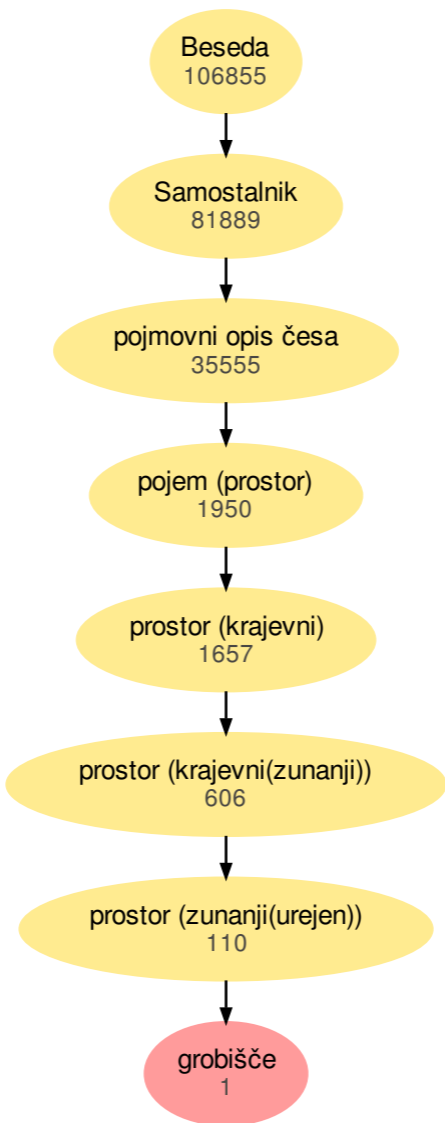 Beseda
106855
Samostalnik
81889
pojmovni opis česa
35555
pojem (prostor)
1950
prostor (krajevni)
1657
prostor (krajevni(zunanji))
606
prostor (zunanji(urejen))
110
grobišče
1